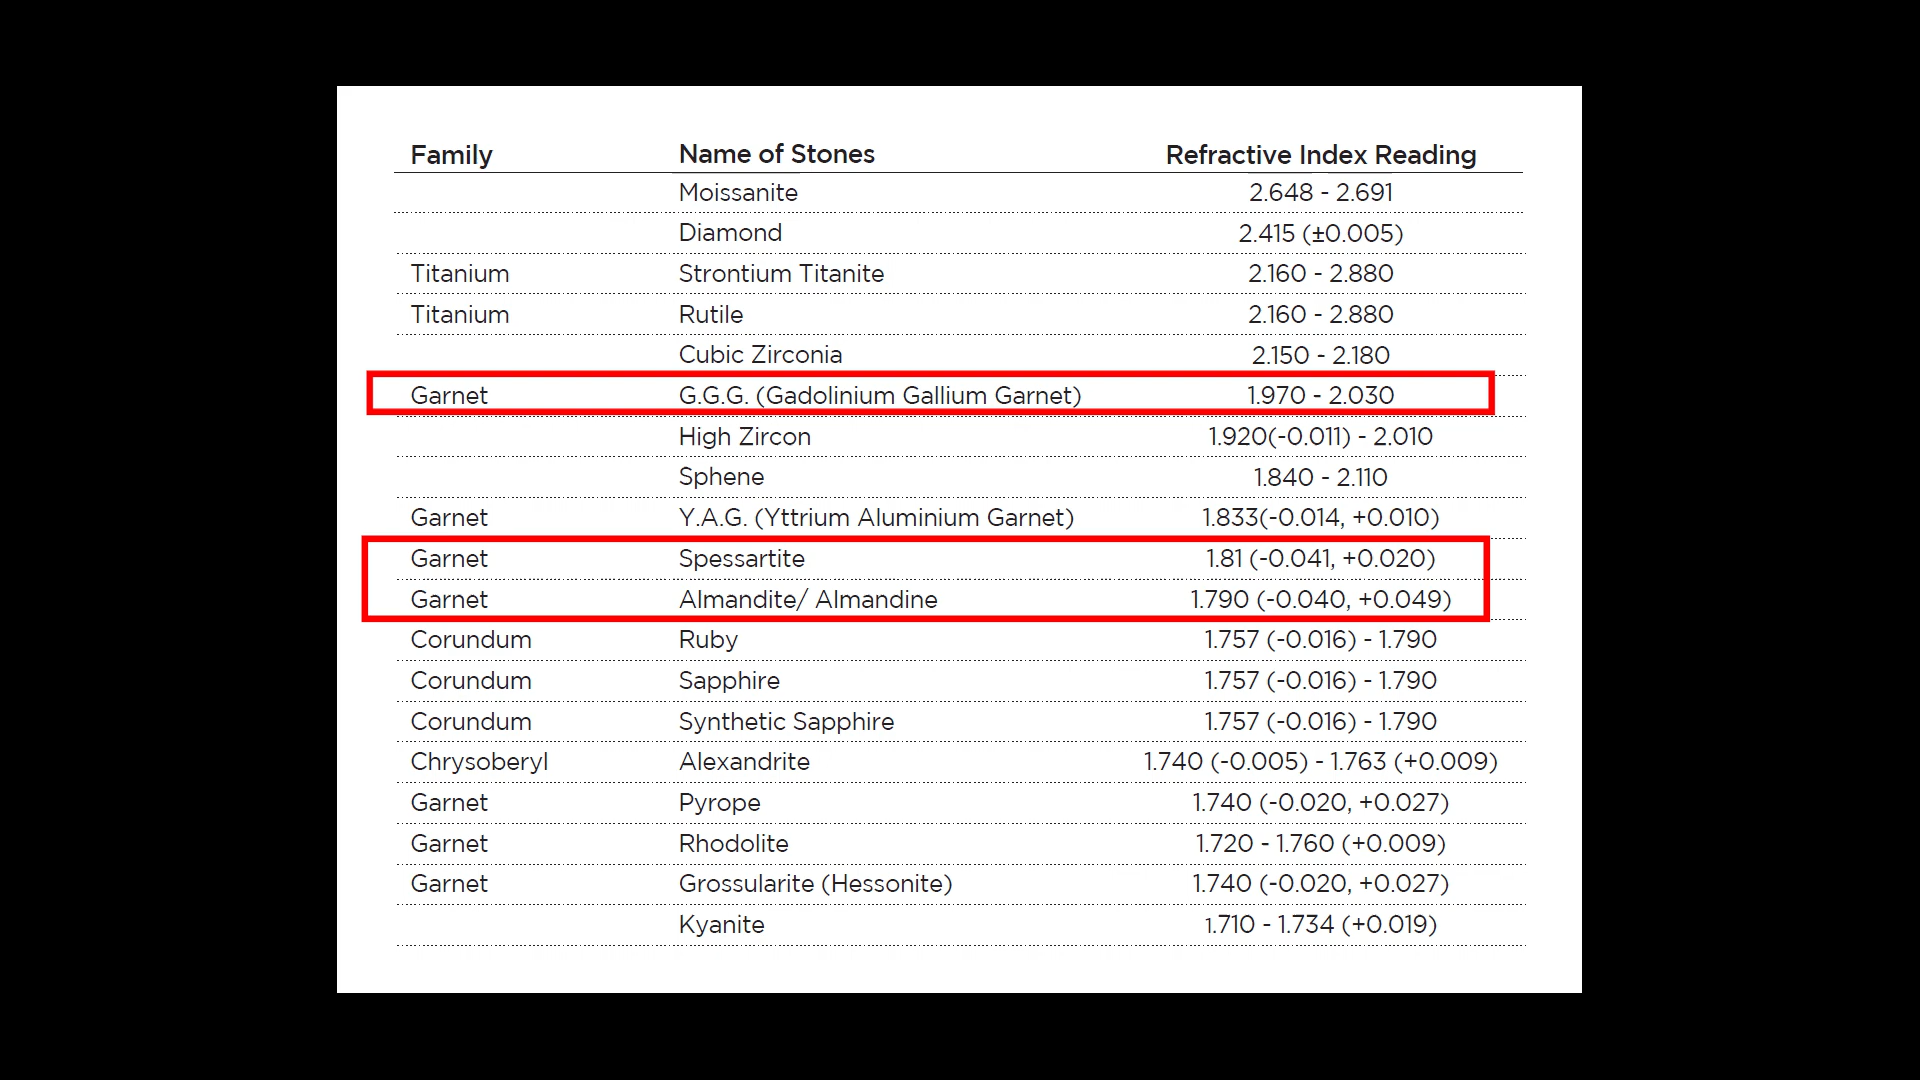 Family Name of Stones Refractive Index Reading
Moissanite 2.648 - 2.691
Diamond 2.415 (±0.005)
Titanium Strontium Titanite 2.160 - 2.880
Titanium Rutile 2.160 - 2.880
Cubic Zirconia 2.150 - 2.180
Garnet G.G.G. (Gadolinium Gallium Garnet) 1.970 - 2.030
High Zircon 1.920(-0.011) - 2.010
Sphene 1.840 - 2.110
Garnet Y.A.G. (Yttrium Aluminium Garnet) 1.833(-0.014, +0.010)
Garnet Spessartite 1.81 (-0.041, +0.020)
Garnet Almandite/ Almandine 1.790 (-0.040, +0.049)
Corundum Ruby 1.757 (-0.016) - 1.790
Corundum Sapphire 1.757 (-0.016) - 1.790
Corundum Synthetic Sapphire 1.757 (-0.016) - 1.790
Chrysoberyl Alexandrite 1.740 (-0.005) - 1.763 (+0.009)
Garnet Pyrope 1.740 (-0.020, +0.027)
Garnet Rhodolite 1.720 - 1.760 (+0.009)
Garnet Grossularite (Hessonite) 1.740 (-0.020, +0.027)
Kyanite 1.710 - 1.734 (+0.019)